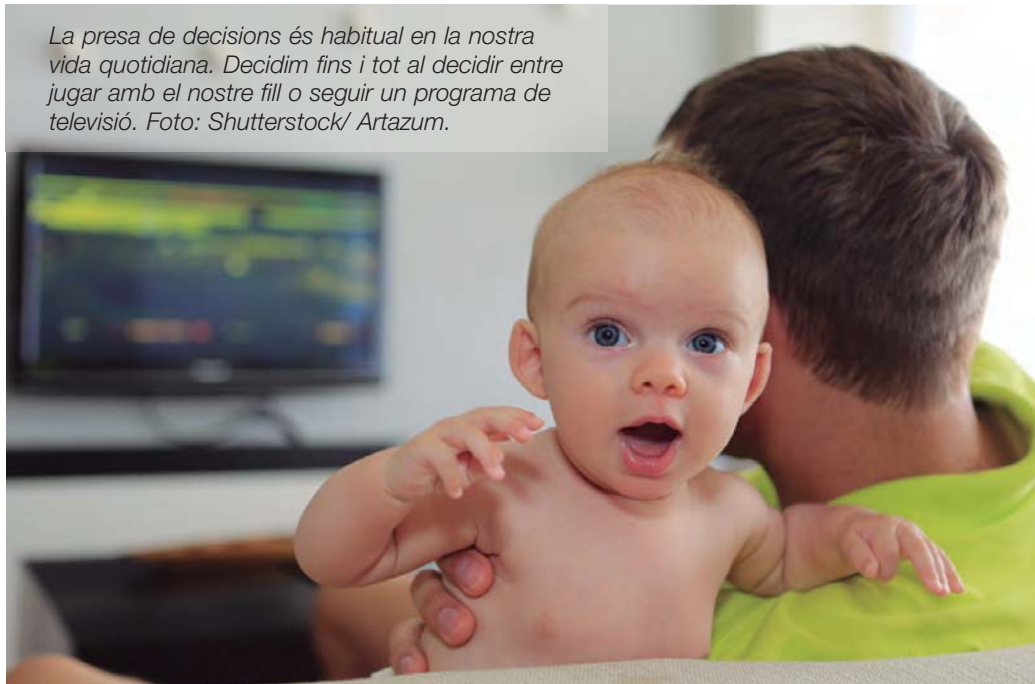 La presa de decisions és habitual en la nostra
vida quotidiana. Decidim fins i tot al decidir entre
jugar amb el nostre fill o seguir un programa de
televisió. Foto: Shutterstock/ Artazum.